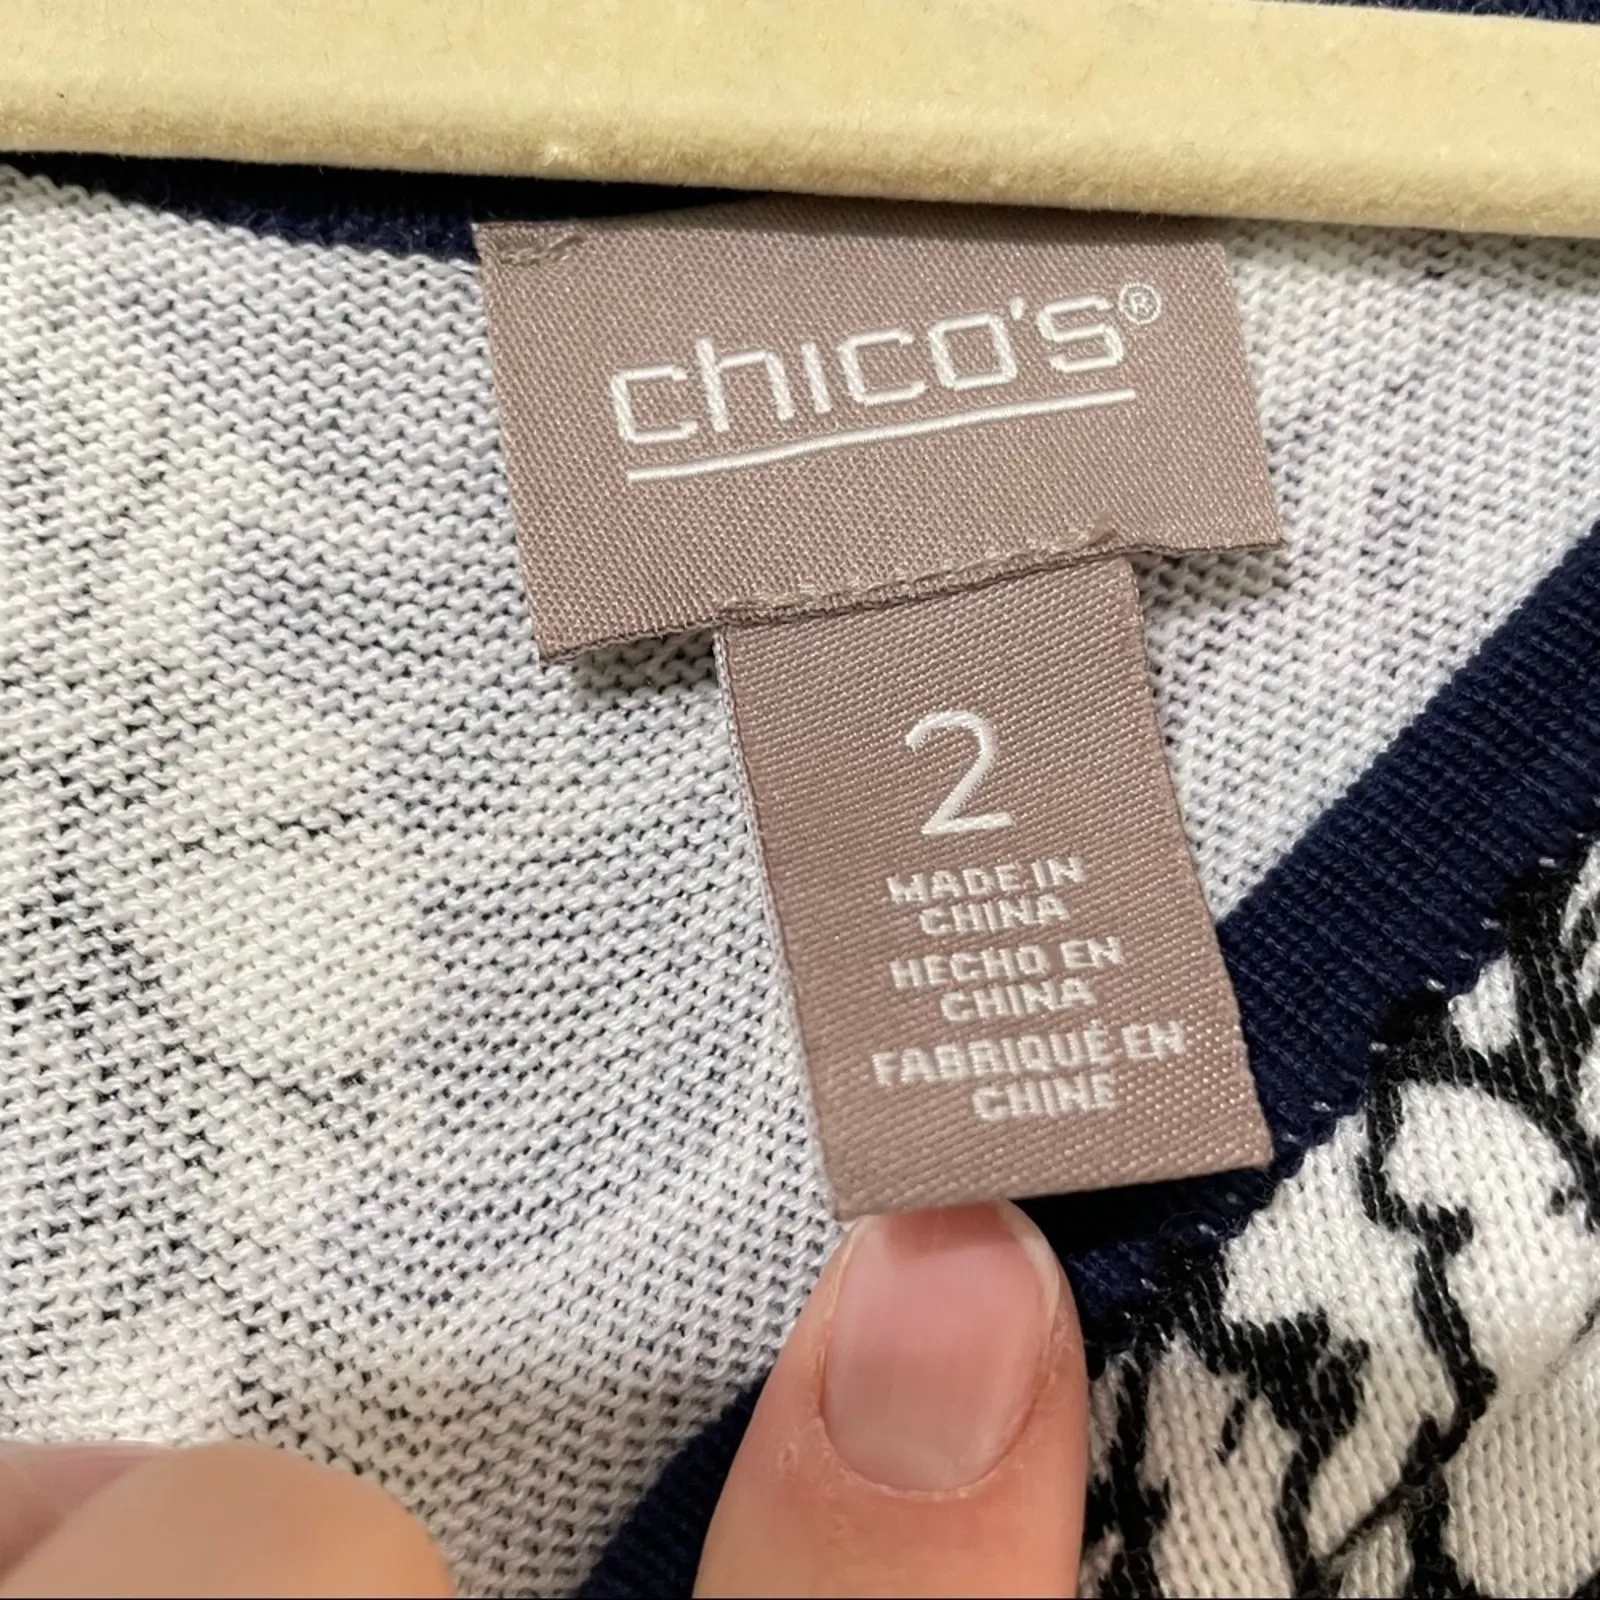 chico's®
2
MADE IN
CHINA
HECHO EN
CHINA
FABRIQUÉ EN
CHINE